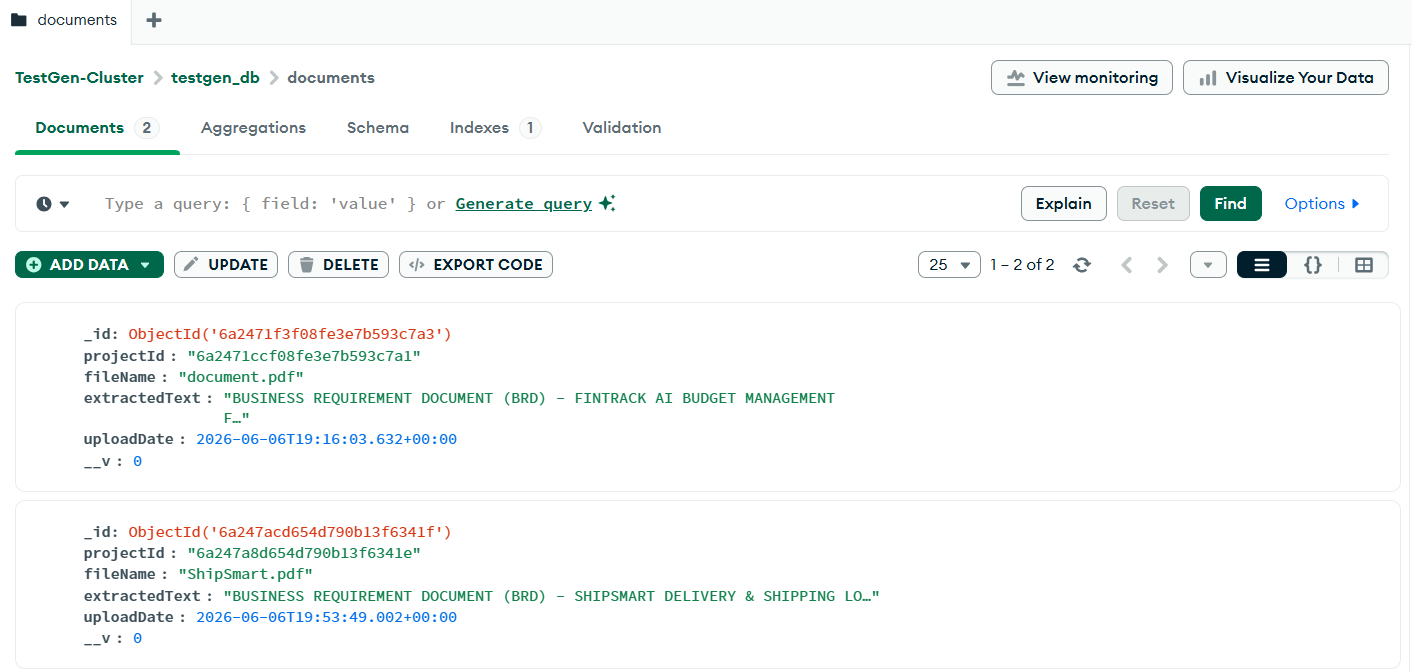 documents
TestGen-Cluster > testgen_db > documents
View monitoring
Visualize Your Data
Documents 2 Aggregations Schema Indexes 1 Validation
Type a query: { field: 'value' } or Generate query
Explain Reset Find Options
ADD DATA UPDATE DELETE EXPORT CODE
25 1 – 2 of 2 {}
_id: ObjectId('6a2471f3f08fe3e7b593c7a3')
projectId : "6a2471ccf08fe3e7b593c7a1"
fileName : "document.pdf"
extractedText : "BUSINESS REQUIREMENT DOCUMENT (BRD) – FINTRACK AI BUDGET MANAGEMENT
F…"
uploadDate : 2026-06-06T19:16:03.632+00:00
__v : 0
_id: ObjectId('6a247acd654d790b13f6341f')
projectId : "6a247a8d654d790b13f6341e"
fileName : "ShipSmart.pdf"
extractedText : "BUSINESS REQUIREMENT DOCUMENT (BRD) – SHIPSMART DELIVERY & SHIPPING LO…"
uploadDate : 2026-06-06T19:53:49.002+00:00
__v : 0